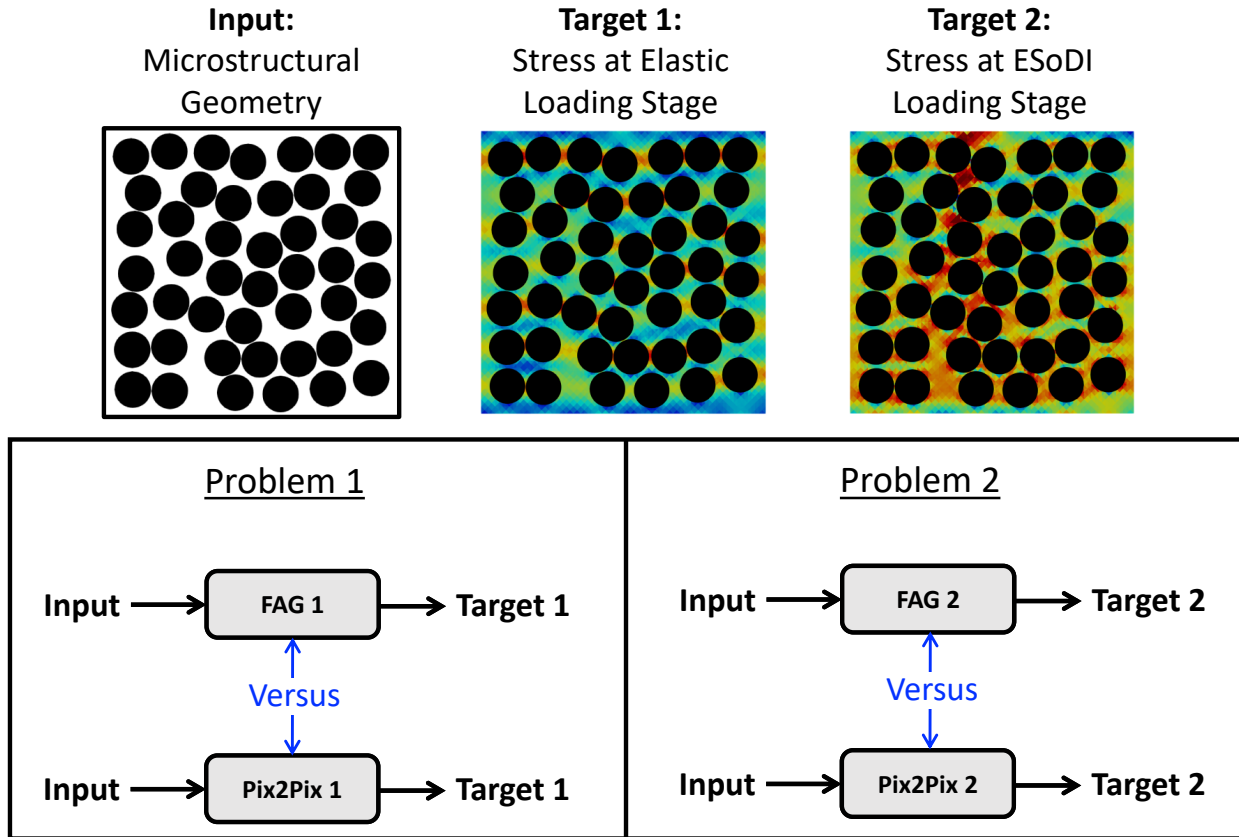 Input:
Microstructural
Geometry
Target 1:
Stress at Elastic
Loading Stage
Target 2:
Stress at ESoDI
Loading Stage
Problem 1
Input
FAG 1
Target 1
Versus
Input
Pix2Pix 1
Target 1
Problem 2
Input
FAG 2
Target 2
Versus
Input
Pix2Pix 2
Target 2